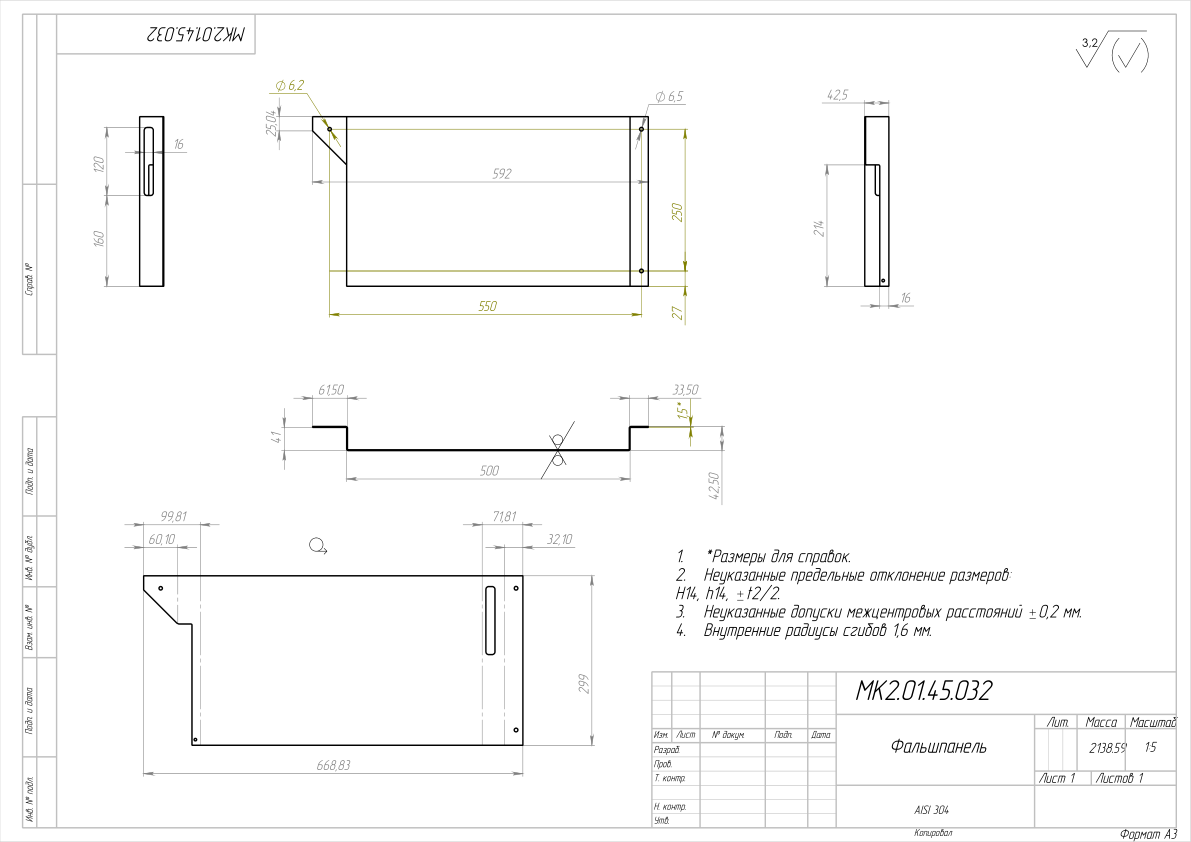 МК2.01.45.032
3,2
Ø 6,2
Ø 6,5
25,04
592
250
550
27
120
16
160
42,5
214
16
61,50
33,50
1,5*
41
500
42,50
99,81
71,81
60,10
32,10
299
668,83
1. *Размеры для справок.
2. Неуказанные предельные отклонение размеров:
H14, h14, ±t2/2.
3. Неуказанные допуски межцентровых расстояний ±0,2 мм.
4. Внутренние радиусы сгибов 1,6 мм.
Справ. №
Подп. и дата
Инв. № дубл.
Взам. инв. №
Подп. и дата
Инв. № подл.
МК2.01.45.032
Лит. Масса Масштаб
Фальшпанель
2138.59 1:5
Изм. Лист № докум. Подп. Дата
Разраб.
Пров.
Т. контр.
Лист 1 Листов 1
Н. контр.
Утв.
AISI 304
Копировал Формат А3